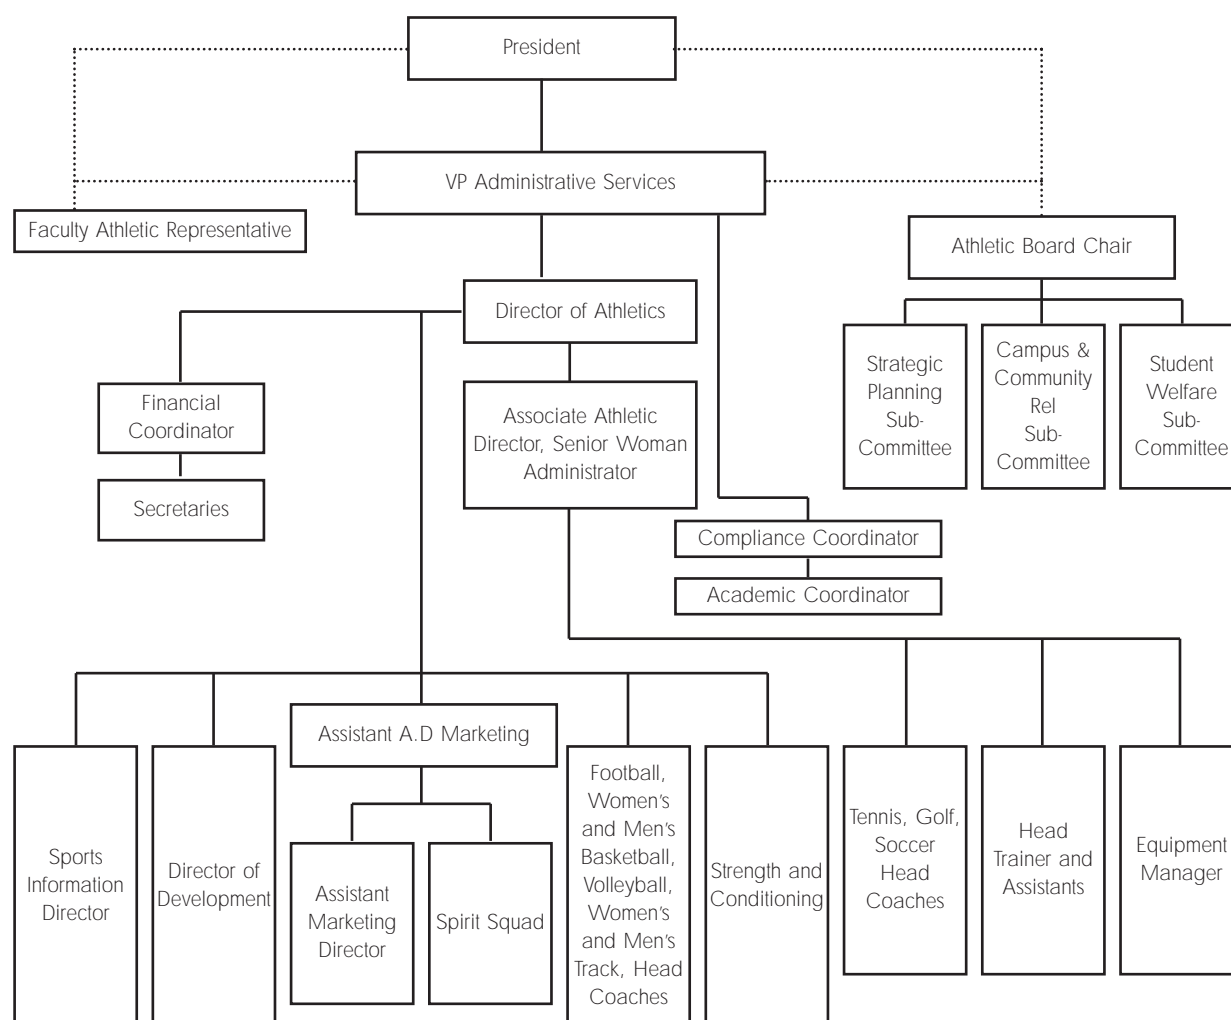 President
VP Administrative Services
Faculty Athletic Representative
Athletic Board Chair
Director of Athletics
Strategic
Planning
Sub-
Committee
Campus &
Community
Rel
Sub-
Committee
Student
Welfare
Sub-
Committee
Financial
Coordinator
Associate Athletic
Director, Senior Woman
Administrator
Secretaries
Compliance Coordinator
Academic Coordinator
Assistant A.D Marketing
Sports
Information
Director
Director of
Development
Assistant
Marketing
Director
Spirit Squad
Football,
Women's
and Men's
Basketball,
Volleyball,
Women's
and Men's
Track, Head
Coaches
Strength and
Conditioning
Tennis, Golf,
Soccer
Head
Coaches
Head
Trainer and
Assistants
Equipment
Manager